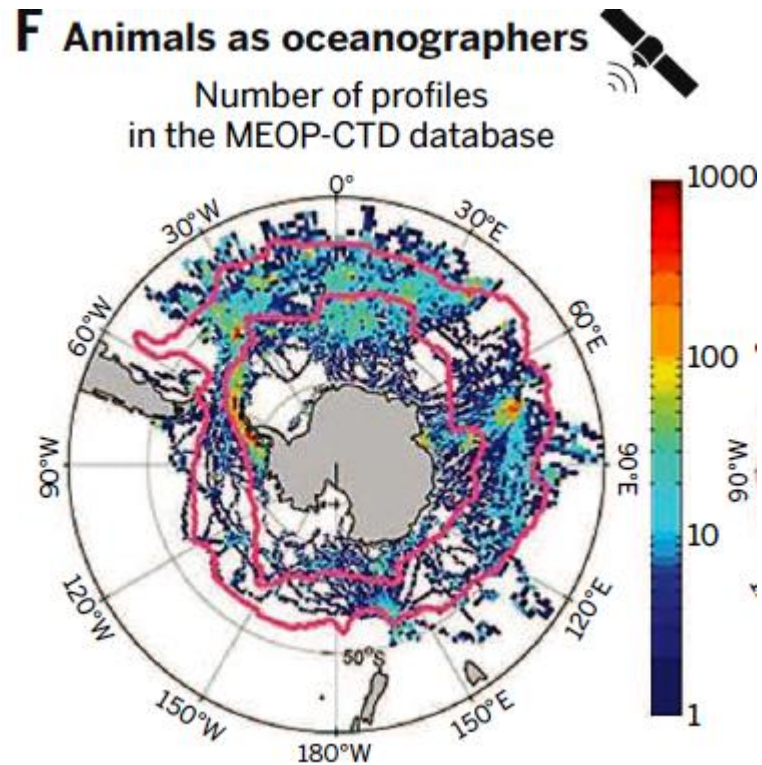 F Animals as oceanographers
Number of profiles
in the MEOP-CTD database
0°
30°W
30°E
60°W
60°E
90°W
90°E
120°W
120°E
150°W
150°E
180°W
50°S
1000
100
10
1
90°W